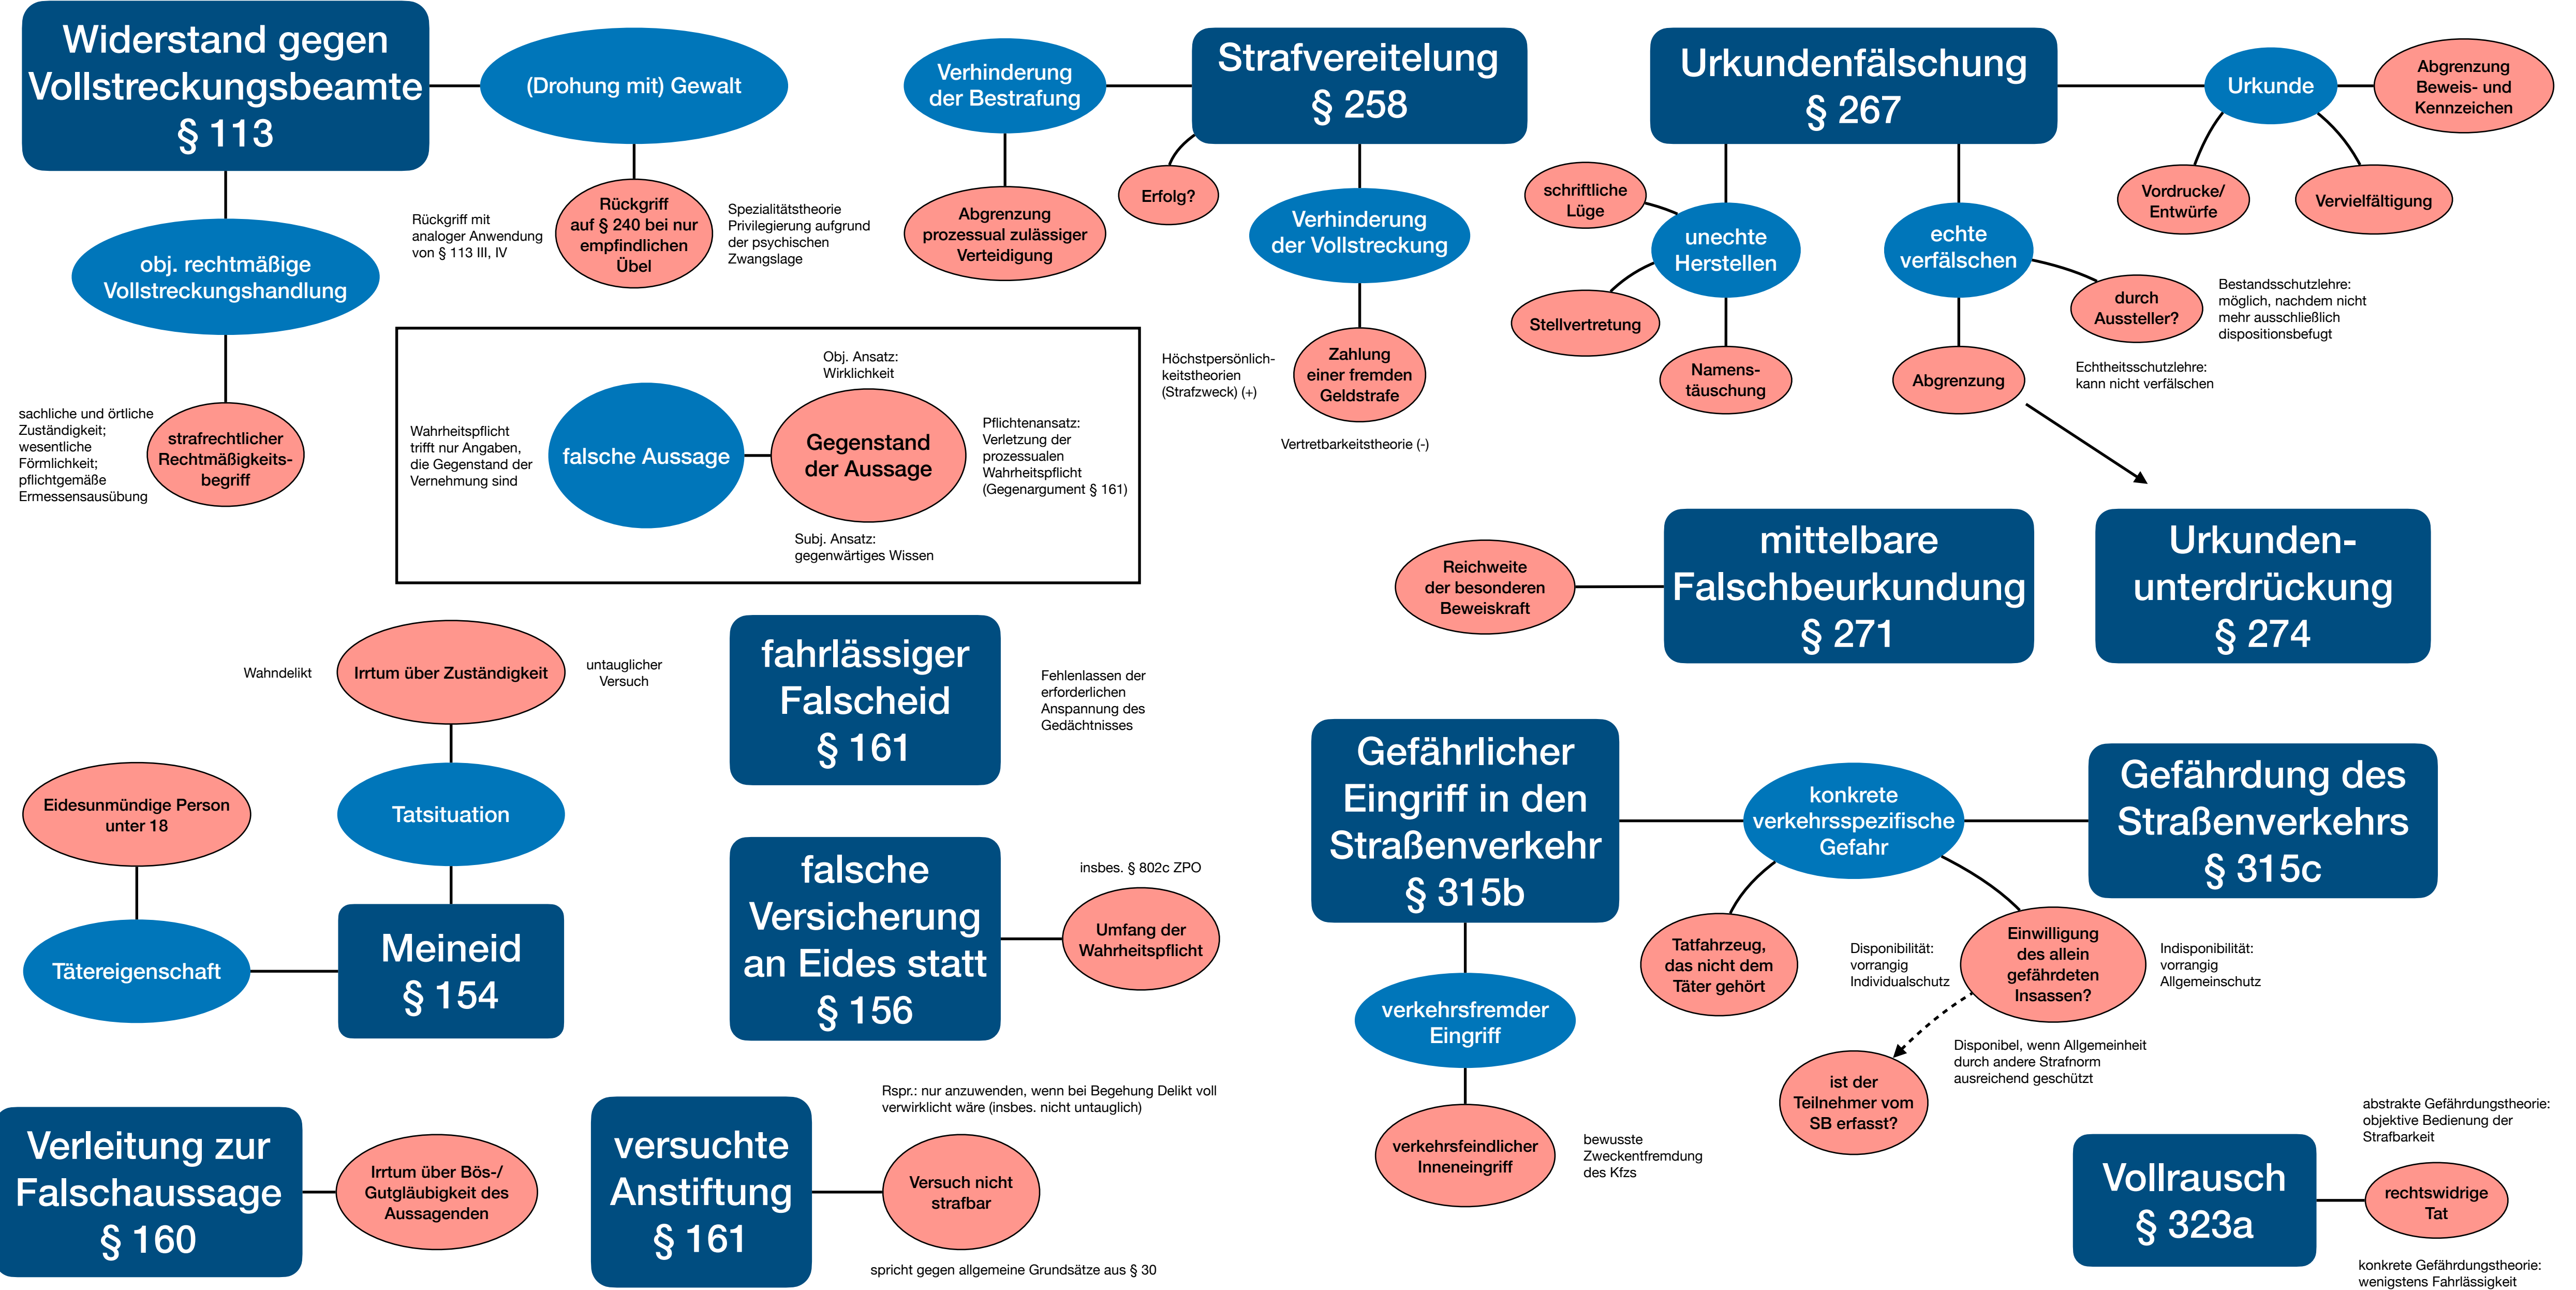 Widerstand gegen
Vollstreckungsbeamte
§ 113
(Drohung mit) Gewalt
Rückgriff mit
analoger Anwendung
von § 113 III, IV
Rückgriff
auf § 240 bei nur
empfindlichen
Übel
Spezialitätstheorie
Privilegierung aufgrund
der psychischen
Zwangslage
obj. rechtmäßige
Vollstreckungshandlung
sachliche und örtliche
Zuständigkeit;
wesentliche
Förmlichkeit;
pflichtgemäße
Ermessensausübung
strafrechtlicher
Rechtmäßigkeits-
begriff
Verhinderung
der Bestrafung
Strafvereitelung
§ 258
Abgrenzung
prozessual zulässiger
Verteidigung
Erfolg?
Verhinderung
der Vollstreckung
Höchstpersönlich-
keitstheorien
(Strafzweck) (+)
Zahlung
einer fremden
Geldstrafe
Vertretbarkeitstheorie (-)
Urkundenfälschung
§ 267
Urkunde
Abgrenzung
Beweis- und
Kennzeichen
Vordrucke/
Entwürfe
Vervielfältigung
schriftliche
Lüge
unechte
Herstellen
Stellvertretung
Namens-
täuschung
echte
verfälschen
durch
Aussteller?
Bestandsschutzlehre:
möglich, nachdem nicht
mehr ausschließlich
dispositionsbefugt
Echtheitsschutzlehre:
kann nicht verfälschen
Abgrenzung
Wahrheitspflicht
trifft nur Angaben,
die Gegenstand der
Vernehmung sind
falsche Aussage
Obj. Ansatz:
Wirklichkeit
Gegenstand
der Aussage
Pflichtenansatz:
Verletzung der
prozessualen
Wahrheitspflicht
(Gegenargument § 161)
Subj. Ansatz:
gegenwärtiges Wissen
Reichweite
der besonderen
Beweiskraft
mittelbare
Falschbeurkundung
§ 271
Urkunden-
unterdrückung
§ 274
Wahndelikt
Irrtum über Zuständigkeit
untauglicher
Versuch
fahrlässiger
Falscheid
§ 161
Fehlenlassen der
erforderlichen
Anspannung des
Gedächtnisses
Eidesunmündige Person
unter 18
Tatsituation
Tätereigenschaft
Meineid
§ 154
falsche
Versicherung
an Eides statt
§ 156
insbes. § 802c ZPO
Umfang der
Wahrheitspflicht
Gefährlicher
Eingriff in den
Straßenverkehr
§ 315b
konkrete
verkehrsspezifische
Gefahr
Gefährdung des
Straßenverkehrs
§ 315c
Tatfahrzeug,
das nicht dem
Täter gehört
Disponibilität:
vorrangig
Individualschutz
Einwilligung
des allein
gefährdeten
Insassen?
Indisponibilität:
vorrangig
Allgemeinschutz
verkehrsfremder
Eingriff
Disponibel, wenn Allgemeinheit
durch andere Strafnorm
ausreichend geschützt
ist der
Teilnehmer vom
SB erfasst?
verkehrsfeindlicher
Inneneingriff
bewusste
Zweckentfremdung
des Kfzs
Verleitung zur
Falschaussage
§ 160
Irrtum über Bös-/
Gutgläubigkeit des
Aussagenden
versuchte
Anstiftung
§ 161
Rspr.: nur anzuwenden, wenn bei Begehung Delikt voll
verwirklicht wäre (insbes. nicht untauglich)
Versuch nicht
strafbar
spricht gegen allgemeine Grundsätze aus § 30
Vollrausch
§ 323a
abstrakte Gefährdungstheorie:
objektive Bedienung der
Strafbarkeit
rechtswidrige
Tat
konkrete Gefährdungstheorie:
wenigstens Fahrlässigkeit